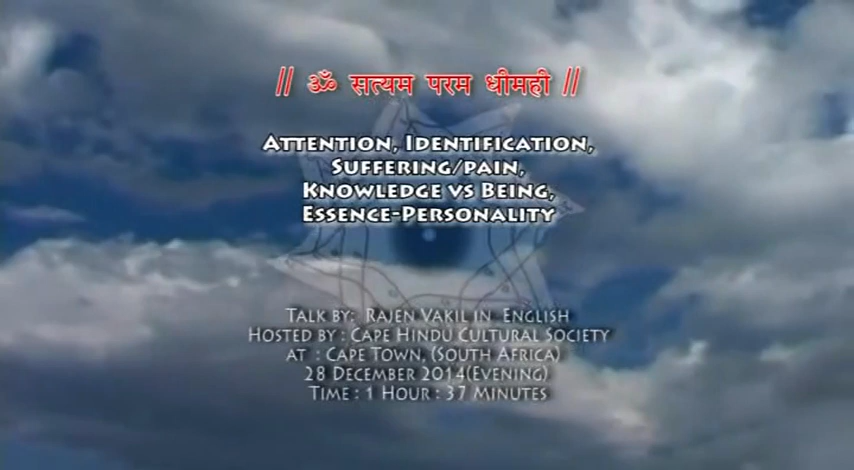 // ॐ सत्यम परम धीमही //
Attention, Identification,
Suffering/pain,
Knowledge vs Being,
Essence-Personality
Talk by: Rajen Vakil in English
Hosted by : Cape Hindu Cultural Society
at : Cape Town, (South Africa)
28 December 2014(Evening)
Time : 1 Hour : 37 Minutes